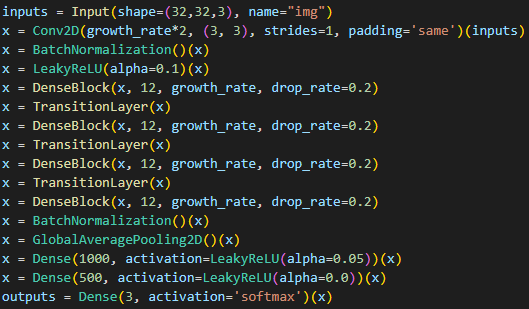 inputs = Input(shape=(32,32,3), name="img")
x = Conv2D(growth_rate*2, (3, 3), strides=1, padding='same')(inputs)
x = BatchNormalization()(x)
x = LeakyReLU(alpha=0.1)(x)
x = DenseBlock(x, 12, growth_rate, drop_rate=0.2)
x = TransitionLayer(x)
x = DenseBlock(x, 12, growth_rate, drop_rate=0.2)
x = TransitionLayer(x)
x = DenseBlock(x, 12, growth_rate, drop_rate=0.2)
x = TransitionLayer(x)
x = DenseBlock(x, 12, growth_rate, drop_rate=0.2)
x = BatchNormalization()(x)
x = GlobalAveragePooling2D()(x)
x = Dense(1000, activation=LeakyReLU(alpha=0.05))(x)
x = Dense(500, activation=LeakyReLU(alpha=0.0))(x)
outputs = Dense(3, activation='softmax')(x)